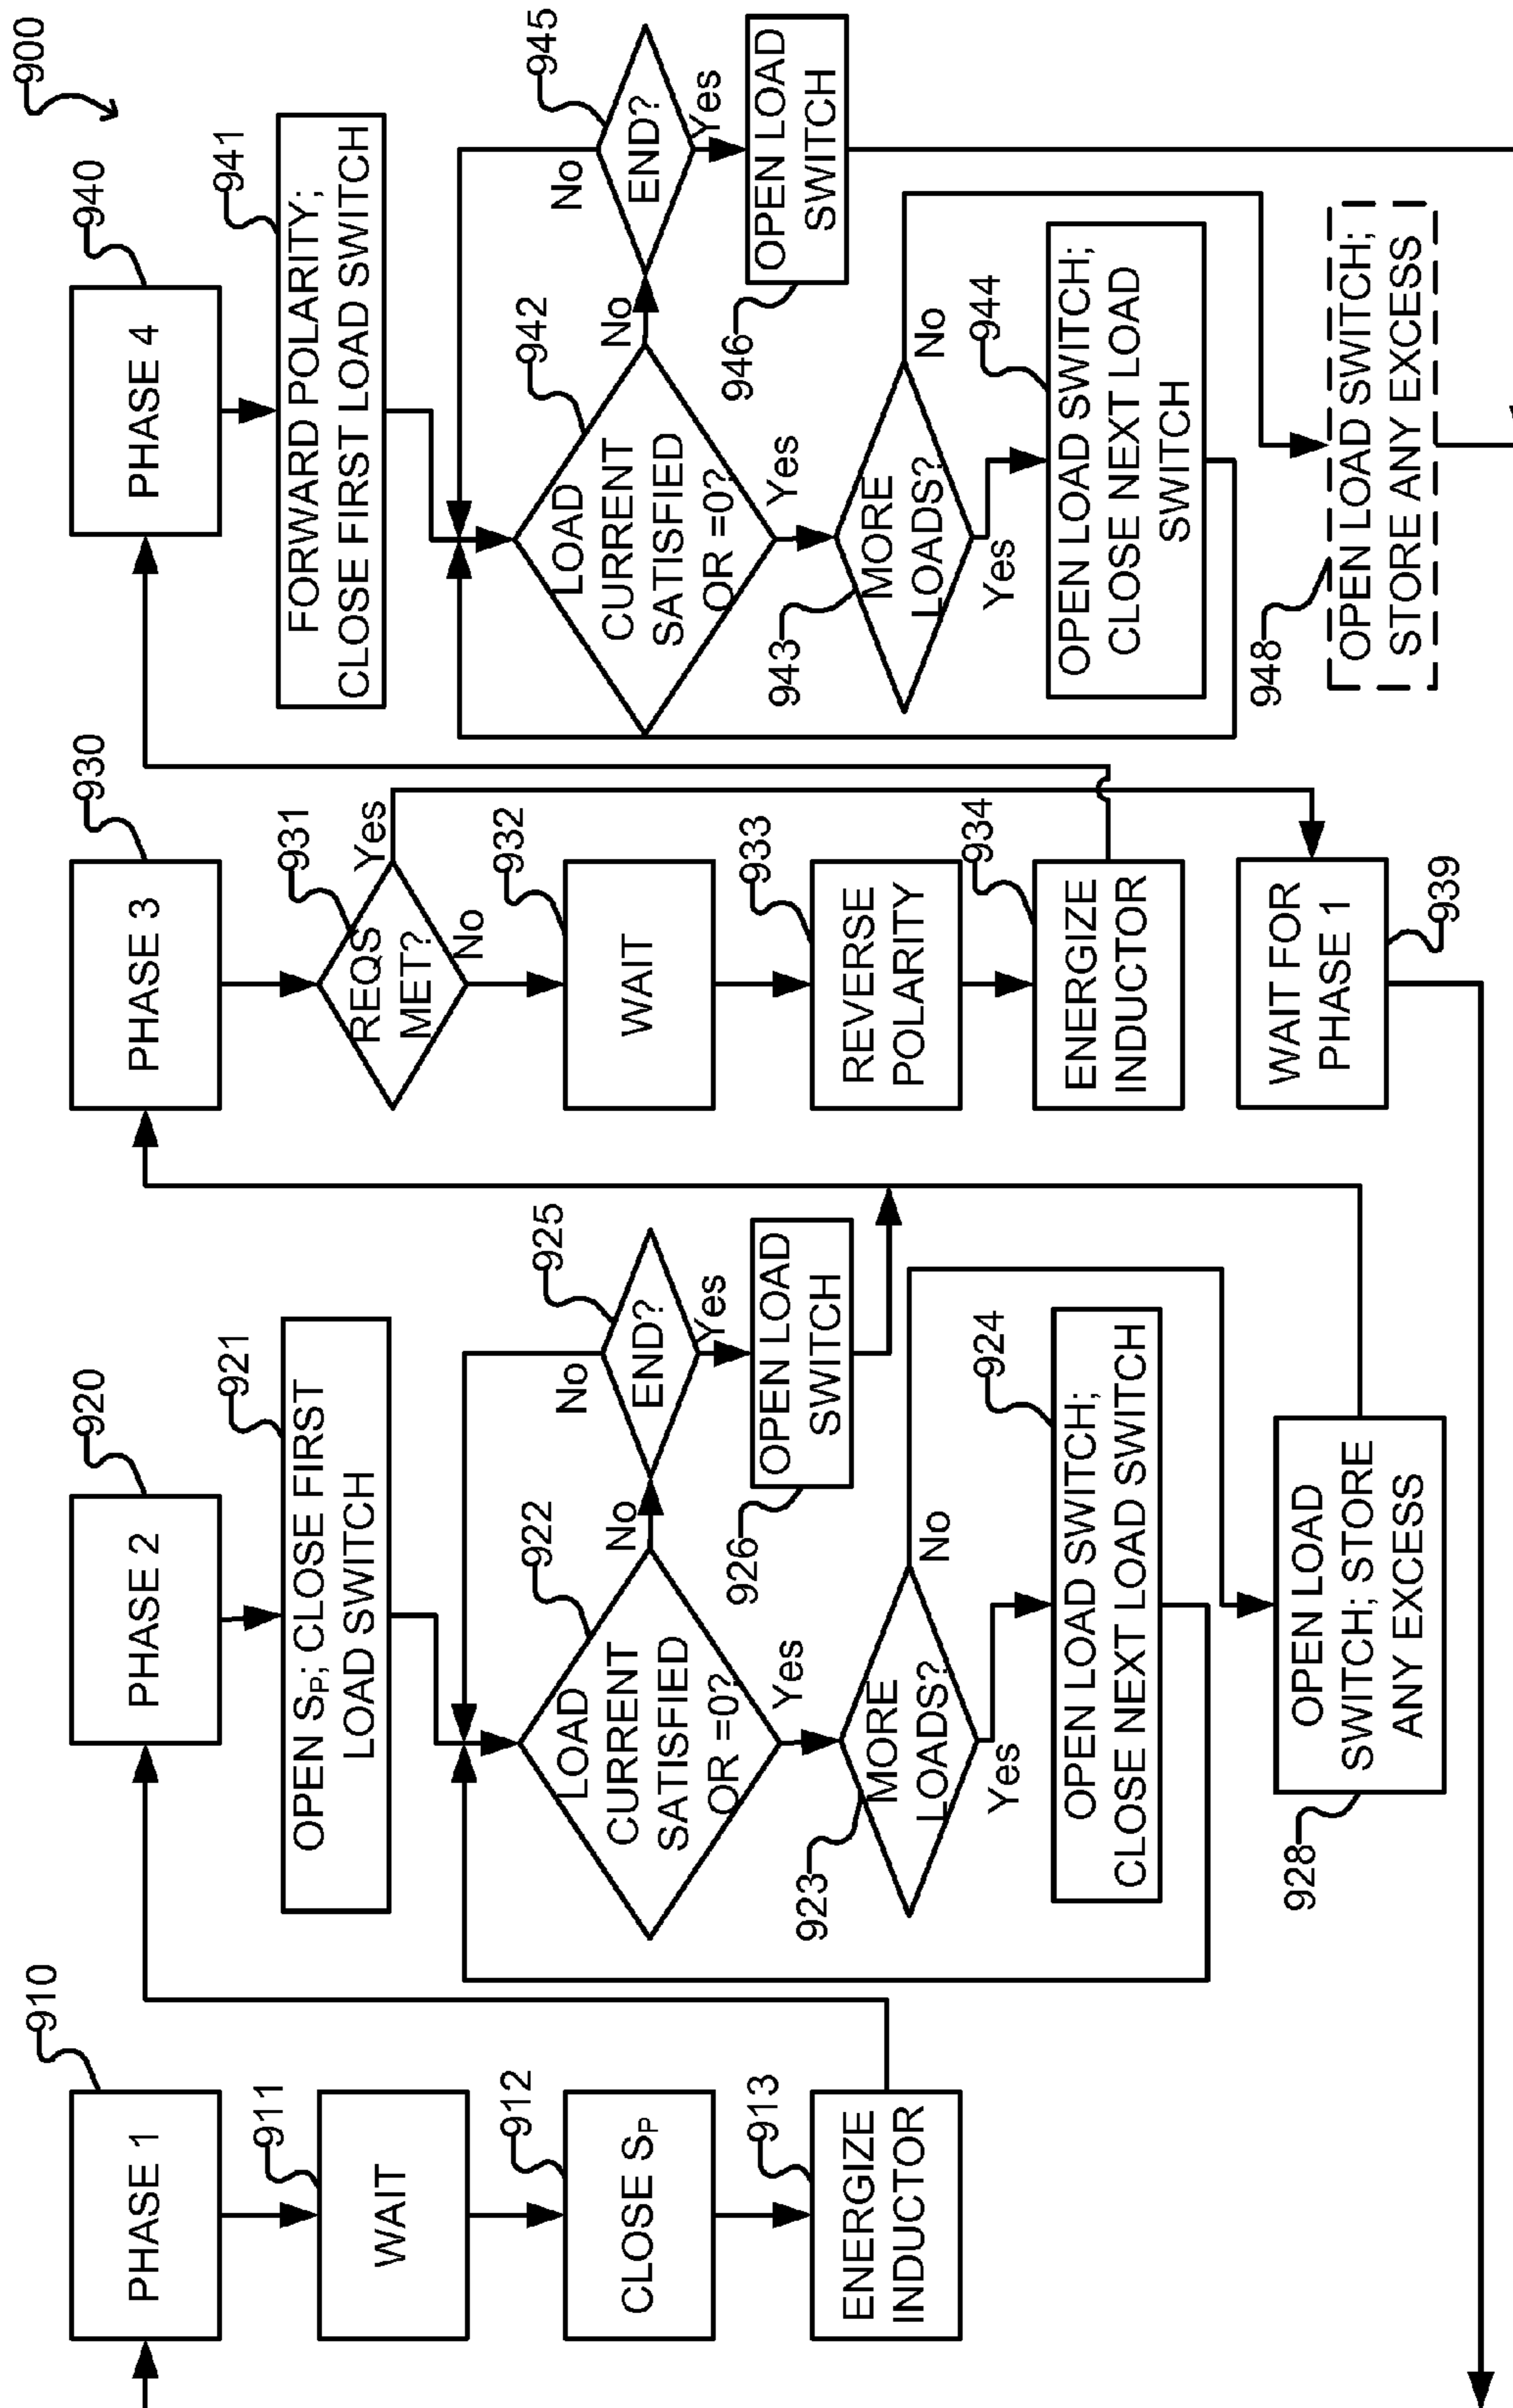 900
910
PHASE 1
911
WAIT
912
CLOSE SP
913
ENERGIZE
INDUCTOR
920
PHASE 2
921
OPEN SP; CLOSE FIRST
LOAD SWITCH
922
LOAD
CURRENT
SATISFIED
OR =0?
No
Yes
925
END?
No
Yes
926
OPEN LOAD
SWITCH
923
MORE
LOADS?
No
Yes
924
OPEN LOAD SWITCH;
CLOSE NEXT LOAD SWITCH
928
OPEN LOAD
SWITCH; STORE
ANY EXCESS
930
PHASE 3
931
REQS
MET?
Yes
No
932
WAIT
933
REVERSE
POLARITY
934
ENERGIZE
INDUCTOR
WAIT FOR
PHASE 1
939
940
PHASE 4
941
FORWARD POLARITY;
CLOSE FIRST LOAD SWITCH
942
LOAD
CURRENT
SATISFIED
OR =0?
No
Yes
945
END?
No
Yes
946
OPEN LOAD
SWITCH
943
MORE
LOADS?
No
Yes
944
OPEN LOAD SWITCH;
CLOSE NEXT LOAD
SWITCH
948
OPEN LOAD SWITCH;
STORE ANY EXCESS